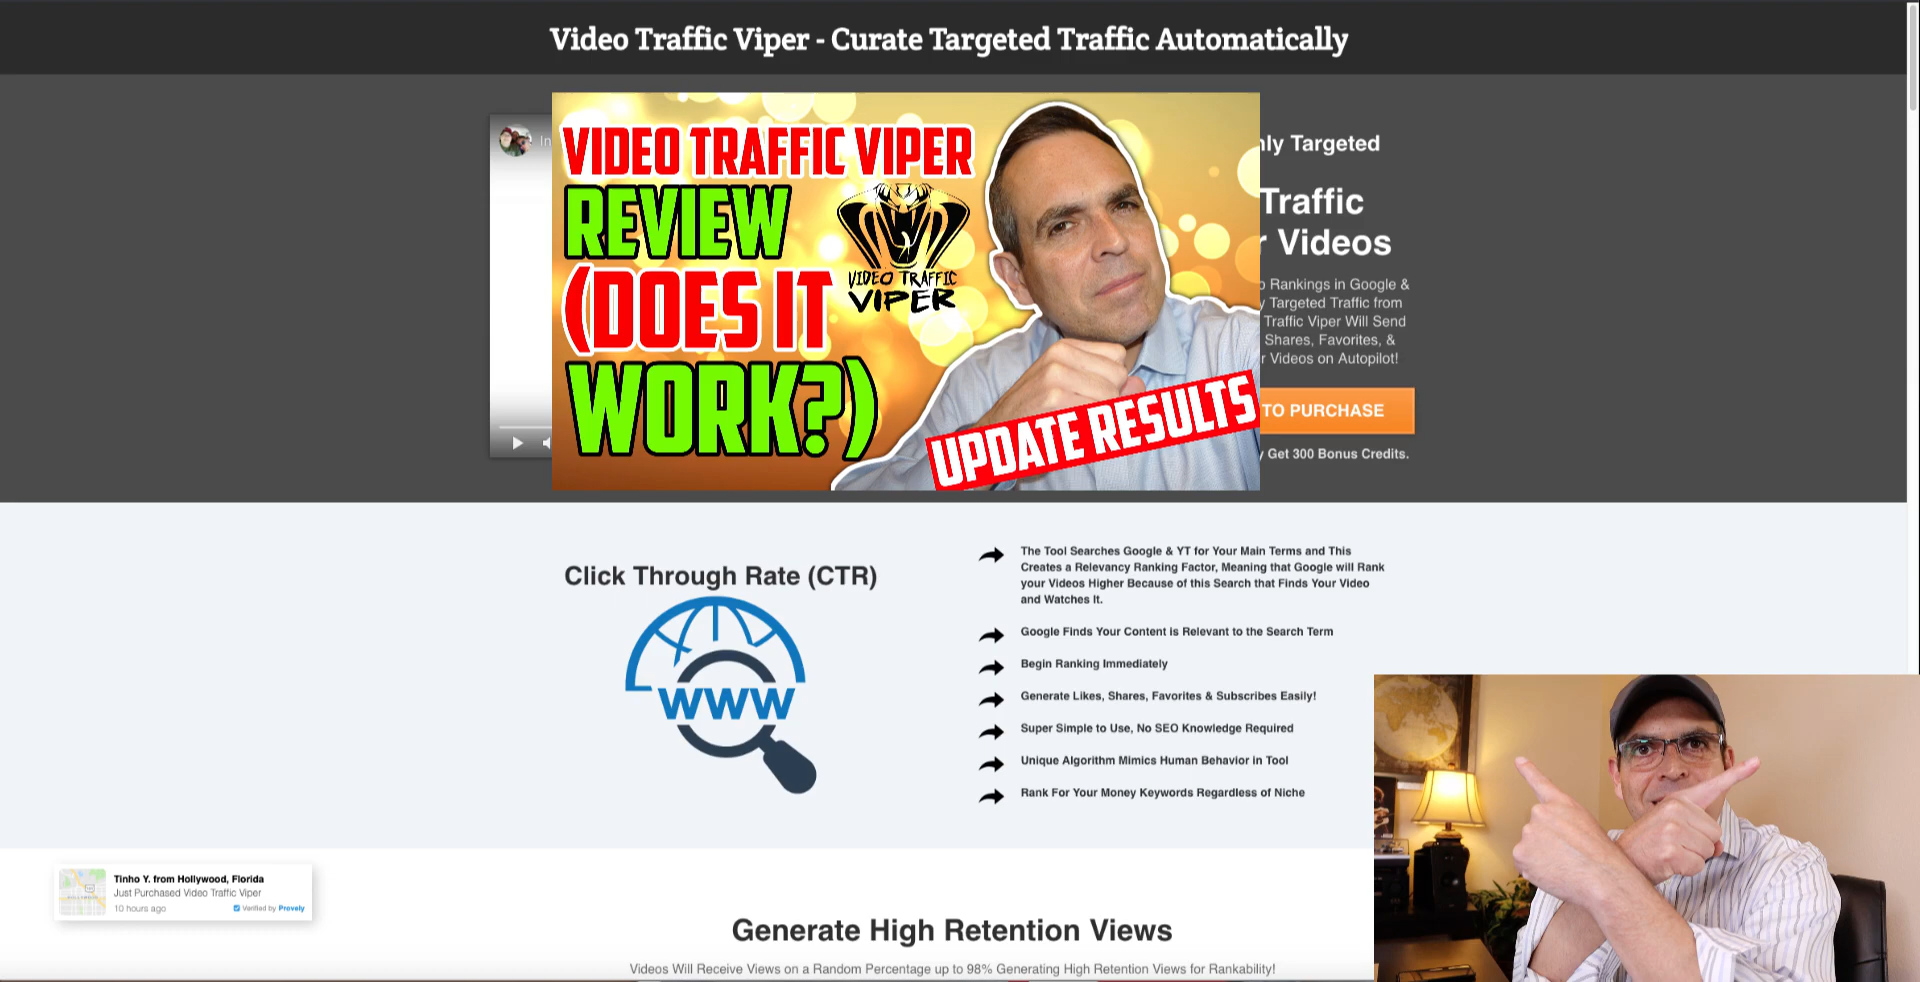 Video Traffic Viper - Curate Targeted Traffic Automatically
In
VIDEO TRAFFIC VIPER
REVIEW
(DOES IT
WORK?)
VIDEO TRAFFIC
VIPER
UPDATE RESULTS
Targeted
Traffic
Videos
Rankings in Google &
Targeted Traffic from
Traffic Viper Will Send
Shares, Favorites, &
Videos on Autopilot!
TO PURCHASE
Get 300 Bonus Credits.
Click Through Rate (CTR)
WWW
The Tool Searches Google & YT for Your Main Terms and This
Creates a Relevancy Ranking Factor, Meaning that Google will Rank
your Videos Higher Because of this Search that Finds Your Video
and Watches It.
Google Finds Your Content is Relevant to the Search Term
Begin Ranking Immediately
Generate Likes, Shares, Favorites & Subscribes Easily!
Super Simple to Use, No SEO Knowledge Required
Unique Algorithm Mimics Human Behavior in Tool
Rank For Your Money Keywords Regardless of Niche
Tinho Y. from Hollywood, Florida
Just Purchased Video Traffic Viper
10 hours ago
Verified by Provely
Generate High Retention Views
Videos Will Receive Views on a Random Percentage up to 98% Generating High Retention Views for Rankability!